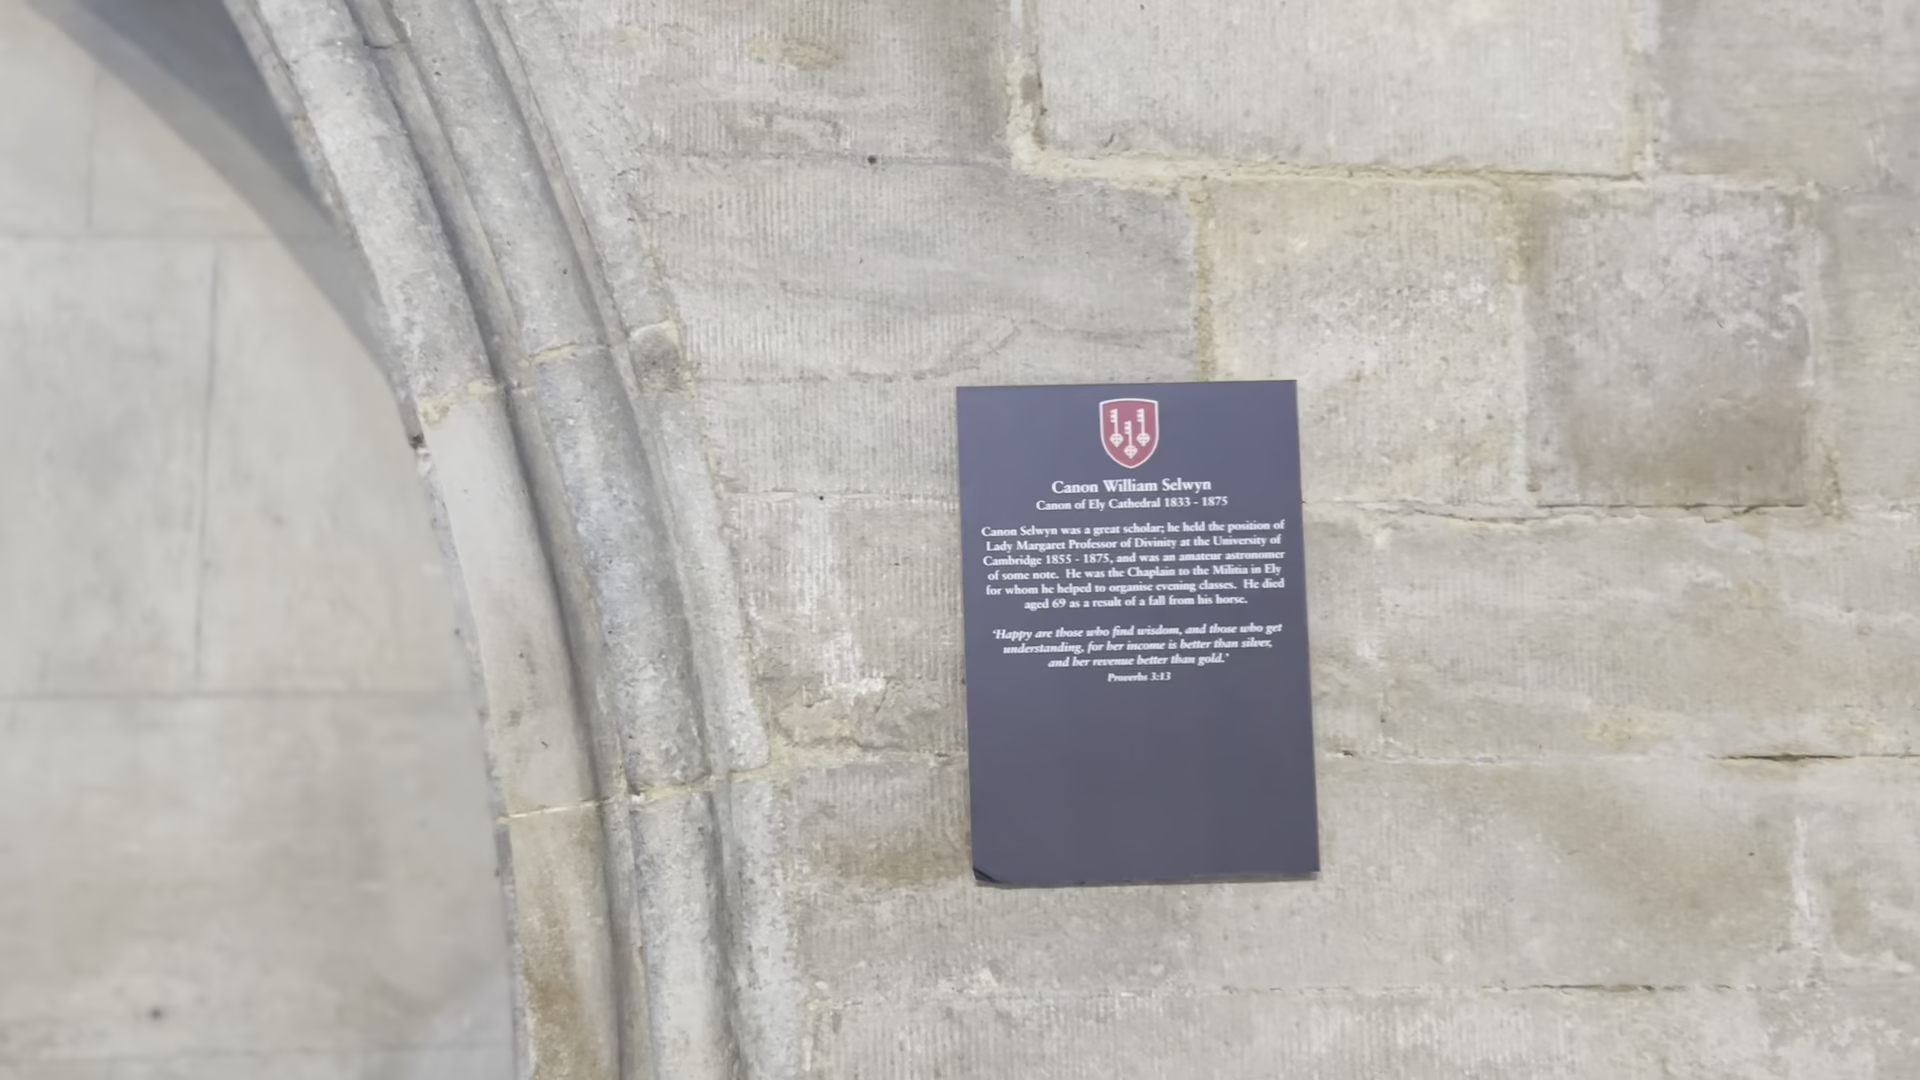 Canon William Selwyn
Canon of Ely Cathedral 1833 - 1875
Canon Selwyn was a great scholar; he held the position of
Lady Margaret Professor of Divinity at the University of
Cambridge 1855 - 1875, and was an amateur astronomer
of some note. He was the Chaplain to the Militia in Ely
for whom he helped to organise evening classes. He died
aged 69 as a result of a fall from his horse.
‘Happy are those who find wisdom, and those who get
understanding, for her income is better than silver,
and her revenue better than gold.’
Proverbs 3:13